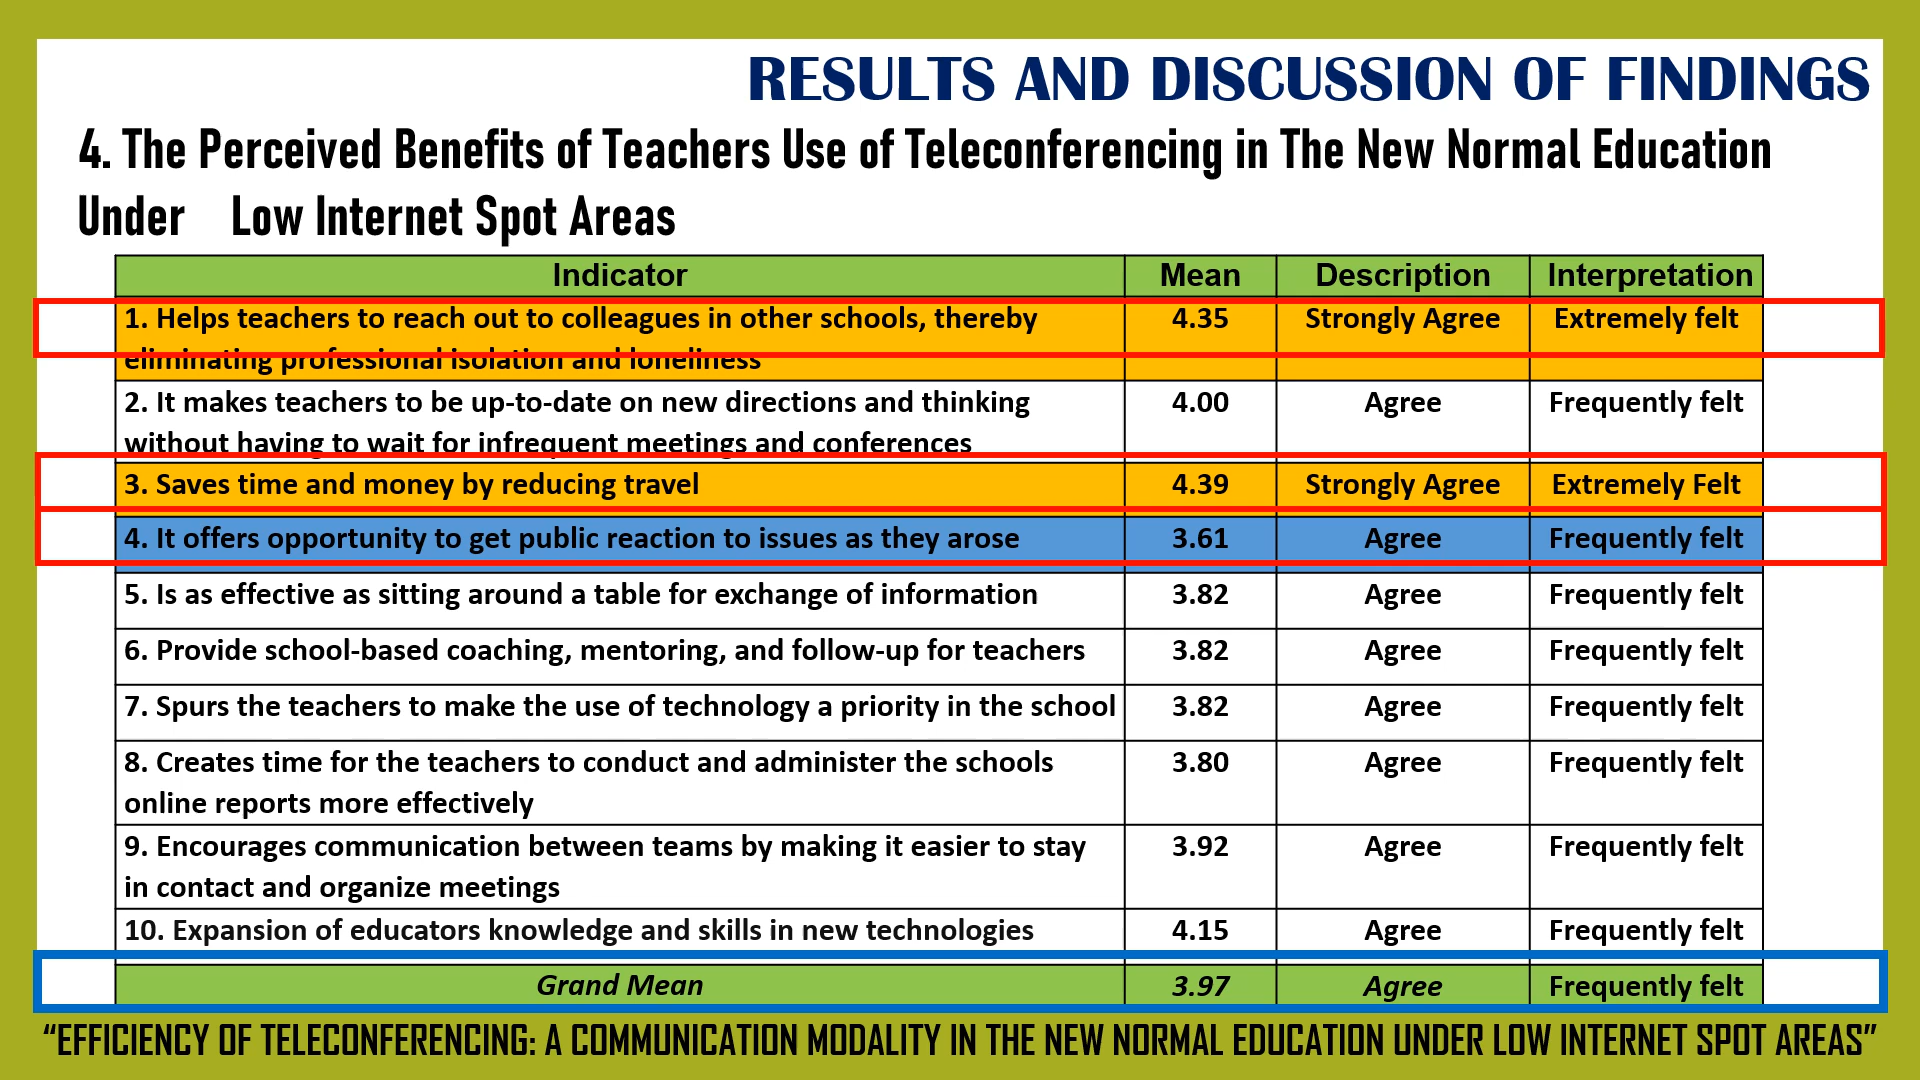 RESULTS AND DISCUSSION OF FINDINGS
4. The Perceived Benefits of Teachers Use of Teleconferencing in The New Normal Education
Under Low Internet Spot Areas
Indicator Mean Description Interpretation
1. Helps teachers to reach out to colleagues in other schools, thereby 4.35 Strongly Agree Extremely felt
eliminating professional isolation and loneliness
2. It makes teachers to be up-to-date on new directions and thinking 4.00 Agree Frequently felt
without having to wait for infrequent meetings and conferences
3. Saves time and money by reducing travel 4.39 Strongly Agree Extremely Felt
4. It offers opportunity to get public reaction to issues as they arose 3.61 Agree Frequently felt
5. Is as effective as sitting around a table for exchange of information 3.82 Agree Frequently felt
6. Provide school-based coaching, mentoring, and follow-up for teachers 3.82 Agree Frequently felt
7. Spurs the teachers to make the use of technology a priority in the school 3.82 Agree Frequently felt
8. Creates time for the teachers to conduct and administer the schools 3.80 Agree Frequently felt
online reports more effectively
9. Encourages communication between teams by making it easier to stay 3.92 Agree Frequently felt
in contact and organize meetings
10. Expansion of educators knowledge and skills in new technologies 4.15 Agree Frequently felt
Grand Mean 3.97 Agree Frequently felt
“EFFICIENCY OF TELECONFERENCING: A COMMUNICATION MODALITY IN THE NEW NORMAL EDUCATION UNDER LOW INTERNET SPOT AREAS”